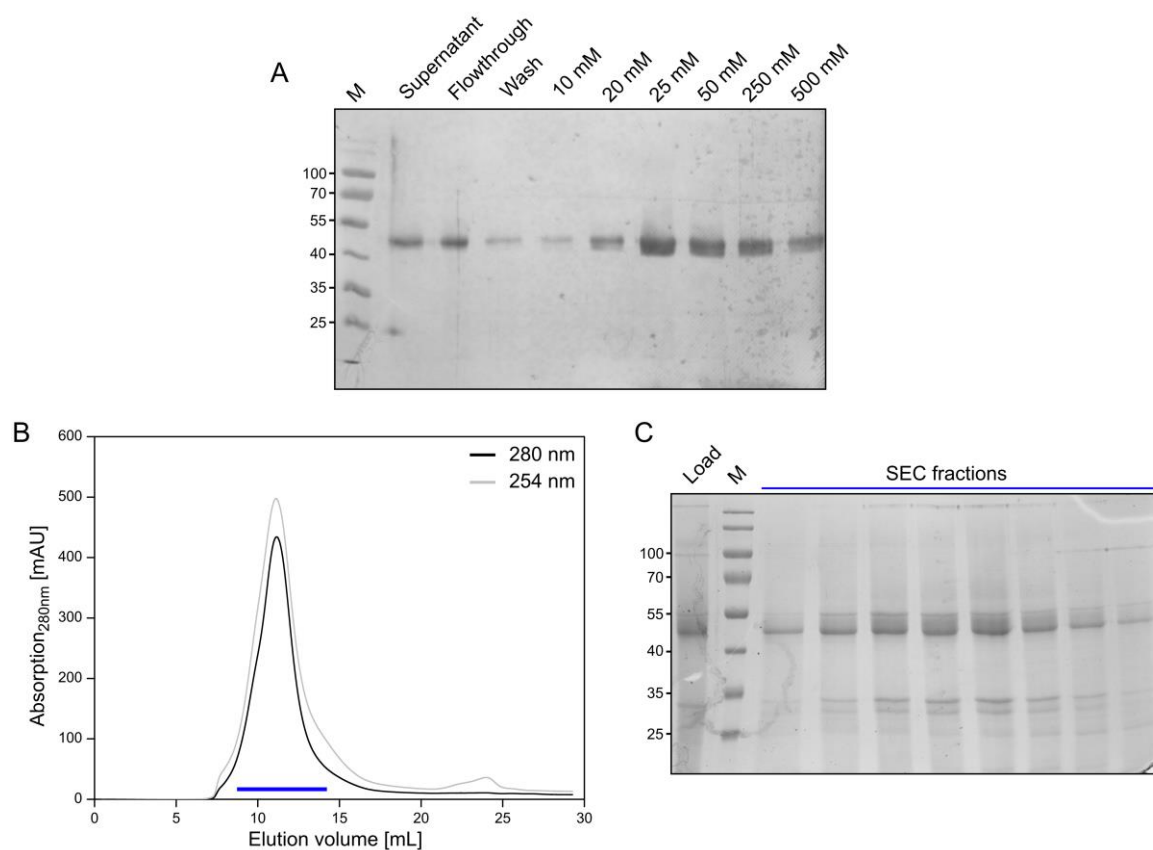 A
M Supernatant Flowthrough Wash 10 mM 20 mM 25 mM 50 mM 250 mM 500 mM
100
70
55
40
35
25
B
600
500
400
300
200
100
0
Absorption280nm [mAU]
280 nm
254 nm
0 5 10 15 20 25 30
Elution volume [mL]
C
Load M SEC fractions
100
70
55
40
35
25